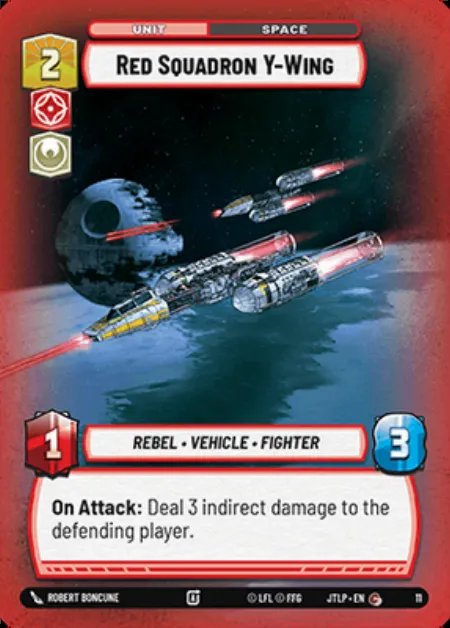 UNIT SPACE
2 RED SQUADRON Y-WING
1 REBEL • VEHICLE • FIGHTER 3
On Attack: Deal 3 indirect damage to the
defending player.
ROBERT BONCUNE © LFL © FFG JTLP • EN C 11